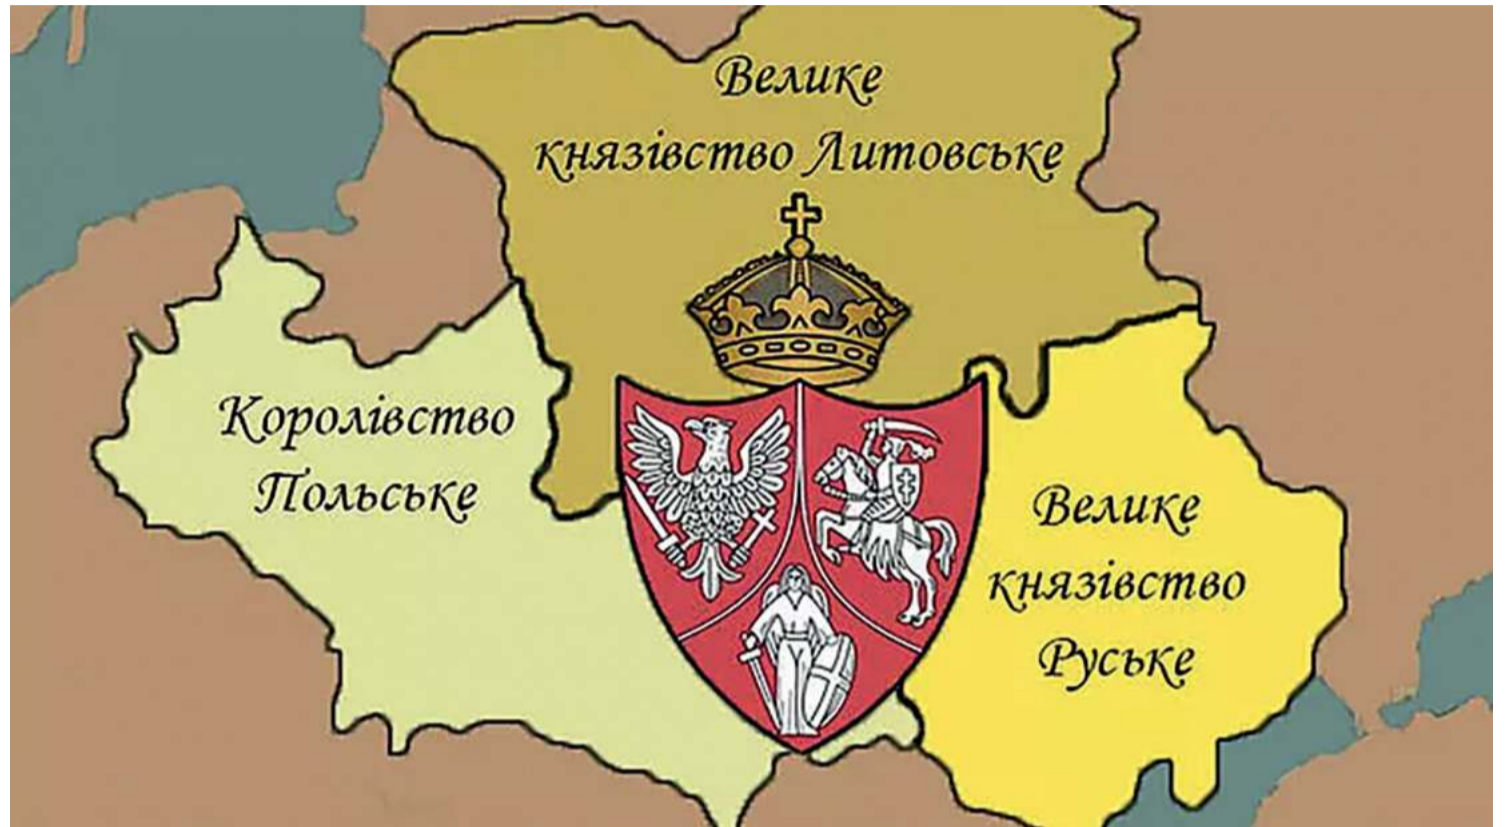 Велике
князівство Литовське
Королівство
Польське
Велике
князівство
Руське